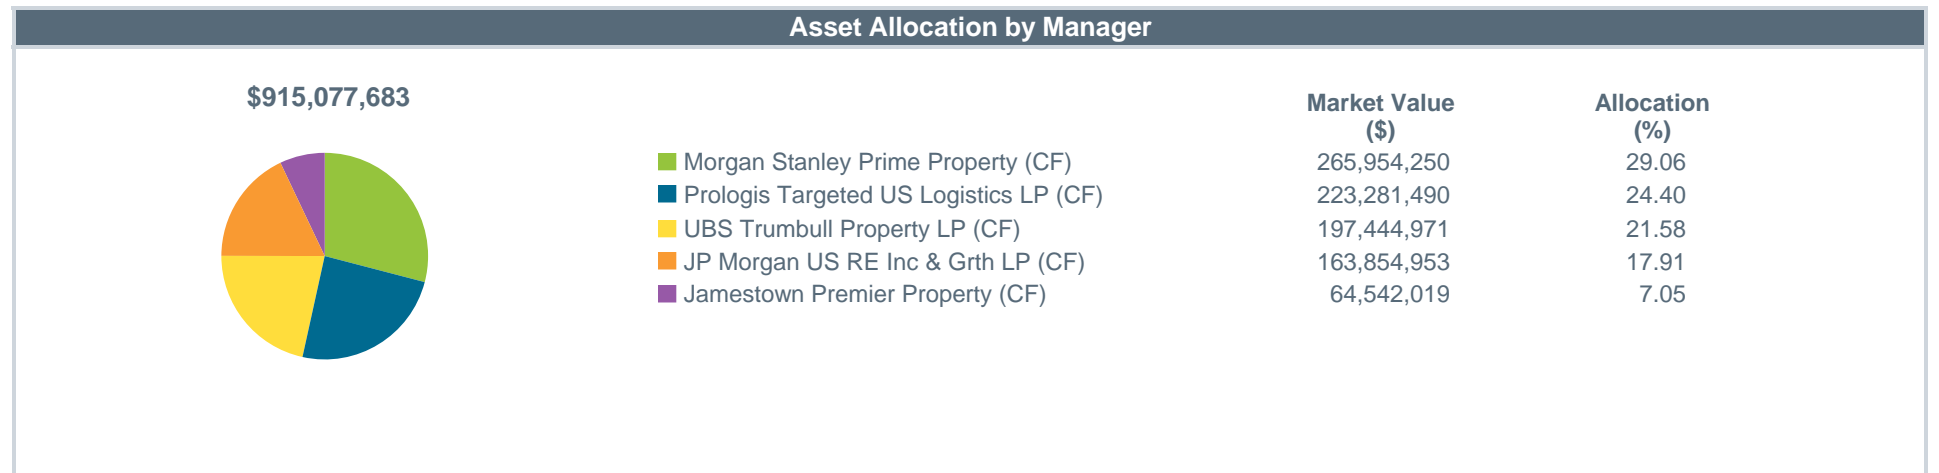 Asset Allocation by Manager
$915,077,683
Market Value ($) Allocation (%)
Morgan Stanley Prime Property (CF) 265,954,250 29.06
Prologis Targeted US Logistics LP (CF) 223,281,490 24.40
UBS Trumbull Property LP (CF) 197,444,971 21.58
JP Morgan US RE Inc & Grth LP (CF) 163,854,953 17.91
Jamestown Premier Property (CF) 64,542,019 7.05